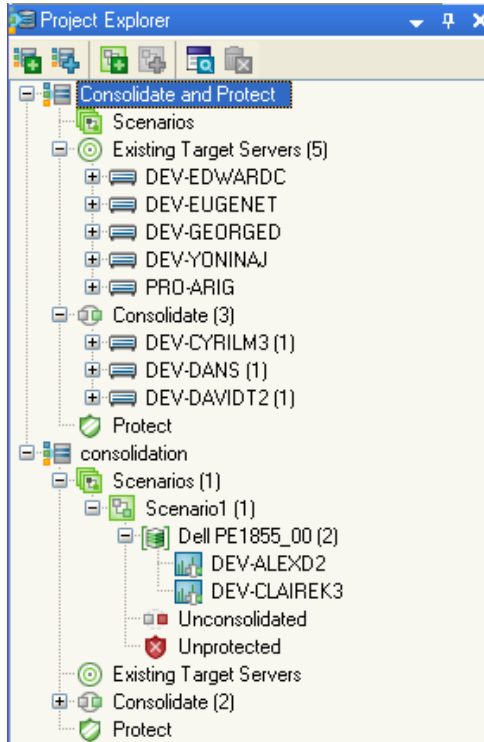 Project Explorer
Consolidate and Protect
Scenarios
Existing Target Servers (5)
DEV-EDWARDC
DEV-EUGENET
DEV-GEORGED
DEV-YONINAJ
PRO-ARIG
Consolidate (3)
DEV-CYRILM3 (1)
DEV-DANS (1)
DEV-DAVIDT2 (1)
Protect
consolidation
Scenarios (1)
Scenario1 (1)
Dell PE1855_00 (2)
DEV-ALEXD2
DEV-CLAIREK3
Unconsolidated
Unprotected
Existing Target Servers
Consolidate (2)
Protect